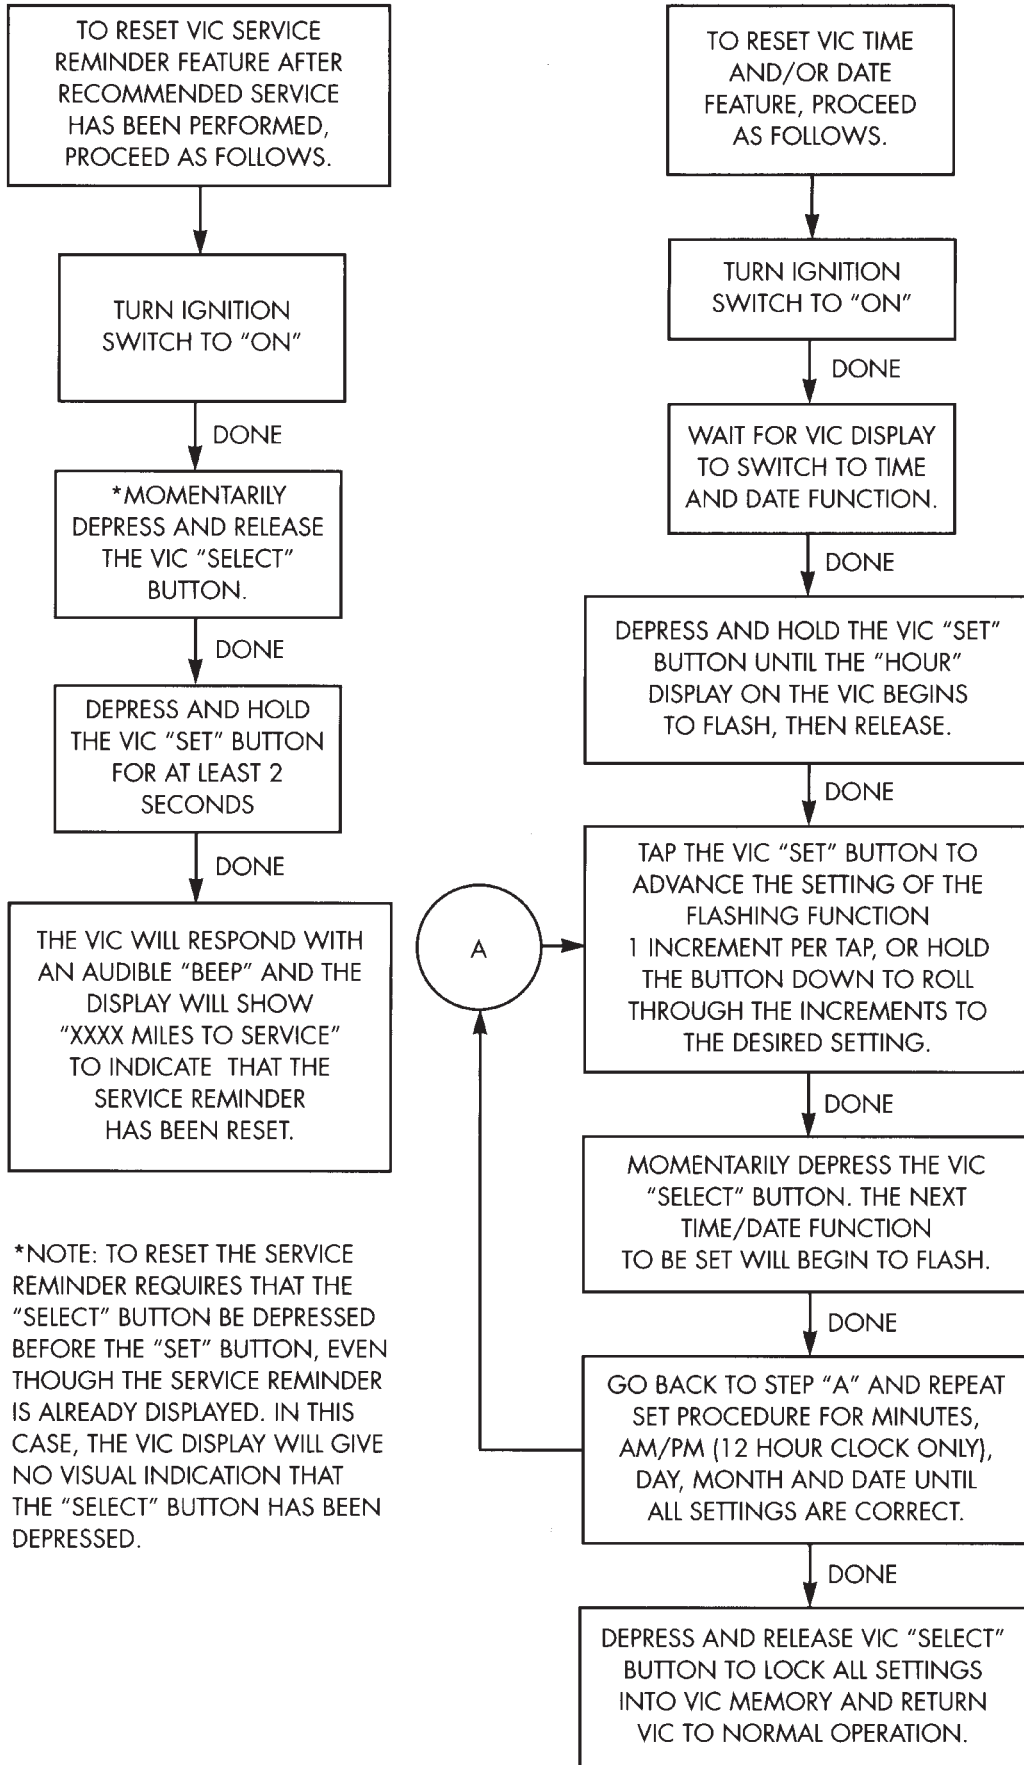 TO RESET VIC SERVICE
REMINDER FEATURE AFTER
RECOMMENDED SERVICE
HAS BEEN PERFORMED,
PROCEED AS FOLLOWS.
TURN IGNITION
SWITCH TO "ON"
DONE
*MOMENTARILY
DEPRESS AND RELEASE
THE VIC "SELECT"
BUTTON.
DONE
DEPRESS AND HOLD
THE VIC "SET" BUTTON
FOR AT LEAST 2
SECONDS
DONE
THE VIC WILL RESPOND WITH
AN AUDIBLE "BEEP" AND THE
DISPLAY WILL SHOW
"XXXX MILES TO SERVICE"
TO INDICATE THAT THE
SERVICE REMINDER
HAS BEEN RESET.
*NOTE: TO RESET THE SERVICE
REMINDER REQUIRES THAT THE
"SELECT" BUTTON BE DEPRESSED
BEFORE THE "SET" BUTTON, EVEN
THOUGH THE SERVICE REMINDER
IS ALREADY DISPLAYED. IN THIS
CASE, THE VIC DISPLAY WILL GIVE
NO VISUAL INDICATION THAT
THE "SELECT" BUTTON HAS BEEN
DEPRESSED.
TO RESET VIC TIME
AND/OR DATE
FEATURE, PROCEED
AS FOLLOWS.
TURN IGNITION
SWITCH TO "ON"
DONE
WAIT FOR VIC DISPLAY
TO SWITCH TO TIME
AND DATE FUNCTION.
DONE
DEPRESS AND HOLD THE VIC "SET"
BUTTON UNTIL THE "HOUR"
DISPLAY ON THE VIC BEGINS
TO FLASH, THEN RELEASE.
DONE
A
TAP THE VIC "SET" BUTTON TO
ADVANCE THE SETTING OF THE
FLASHING FUNCTION
1 INCREMENT PER TAP, OR HOLD
THE BUTTON DOWN TO ROLL
THROUGH THE INCREMENTS TO
THE DESIRED SETTING.
DONE
MOMENTARILY DEPRESS THE VIC
"SELECT" BUTTON. THE NEXT
TIME/DATE FUNCTION
TO BE SET WILL BEGIN TO FLASH.
DONE
GO BACK TO STEP "A" AND REPEAT
SET PROCEDURE FOR MINUTES,
AM/PM (12 HOUR CLOCK ONLY),
DAY, MONTH AND DATE UNTIL
ALL SETTINGS ARE CORRECT.
DONE
DEPRESS AND RELEASE VIC "SELECT"
BUTTON TO LOCK ALL SETTINGS
INTO VIC MEMORY AND RETURN
VIC TO NORMAL OPERATION.